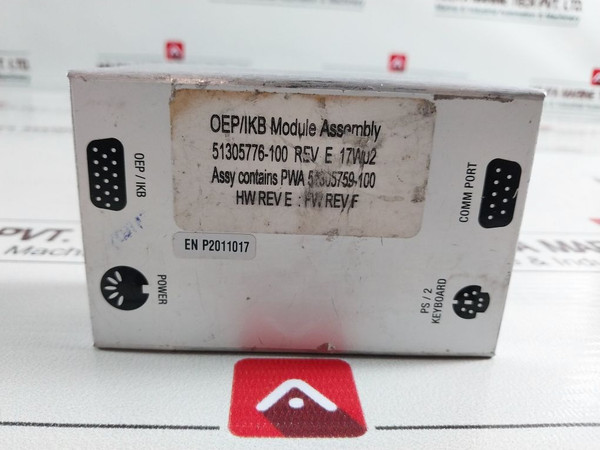 OEP/IKB Module Assembly
51305776-100 REV E
Assy contains PWA 51305759-100
HW REV E : FW REV F
EN P2011017
OEP / IKB
POWER
COMM PORT
PS / 2
KEYBOARD
PVT.